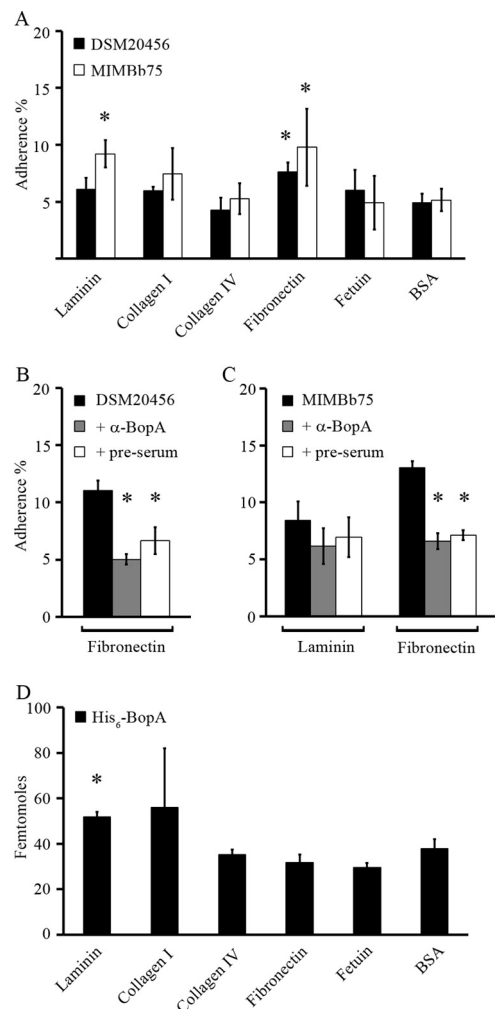 A
20
15
10
5
Adherence %
DSM20456
MIMBb75
*
* *
Laminin
Collagen I
Collagen IV
Fibronectin
Fetuin
BSA
B
20
15
10
5
0
Adherence %
DSM20456
+ α-BopA
+ pre-serum
* *
Fibronectin
C
20
15
10
5
0
MIMBb75
+ α-BopA
+ pre-serum
* *
Laminin
Fibronectin
D
100
80
60
40
20
0
Femtomoles
His₆-BopA
*
Laminin
Collagen I
Collagen IV
Fibronectin
Fetuin
BSA